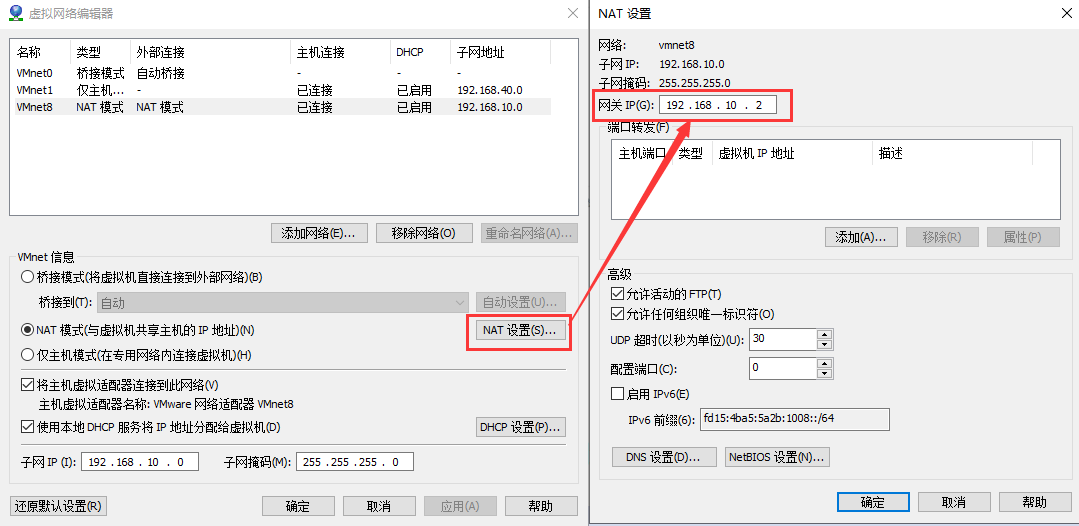 虚拟网络编辑器
名称 类型 外部连接 主机连接 DHCP 子网地址
VMnet0 桥接模式 自动桥接 - - -
VMnet1 仅主机... - 已连接 已启用 192.168.40.0
VMnet8 NAT 模式 NAT 模式 已连接 已启用 192.168.10.0
添加网络(E)... 移除网络(O) 重命名网络(A)...
VMnet 信息
桥接模式(将虚拟机直接连接到外部网络)(B)
桥接到(T): 自动 自动设置(U)...
NAT 模式(与虚拟机共享主机的 IP 地址)(N) NAT 设置(S)...
仅主机模式(在专用网络内连接虚拟机)(H)
将主机虚拟适配器连接到此网络(V)
主机虚拟适配器名称: VMware 网络适配器 VMnet8
使用本地 DHCP 服务将 IP 地址分配给虚拟机(D) DHCP 设置(P)...
子网 IP (I): 192 . 168 . 10 . 0 子网掩码(M): 255 . 255 . 255 . 0
还原默认设置(R) 确定 取消 应用(A) 帮助
NAT 设置
网络: vmnet8
子网 IP: 192.168.10.0
子网掩码: 255.255.255.0
网关 IP(G): 192 . 168 . 10 . 2
端口转发(F)
主机端口 类型 虚拟机 IP 地址 描述
添加(A)... 移除(R) 属性(P)
高级
允许活动的 FTP(T)
允许任何组织唯一标识符(O)
UDP 超时(以秒为单位)(U): 30
配置端口(C): 0
启用 IPv6(E)
IPv6 前缀(6): fd15:4ba5:5a2b:1008::/64
DNS 设置(D)... NetBIOS 设置(N)...
确定 取消 帮助